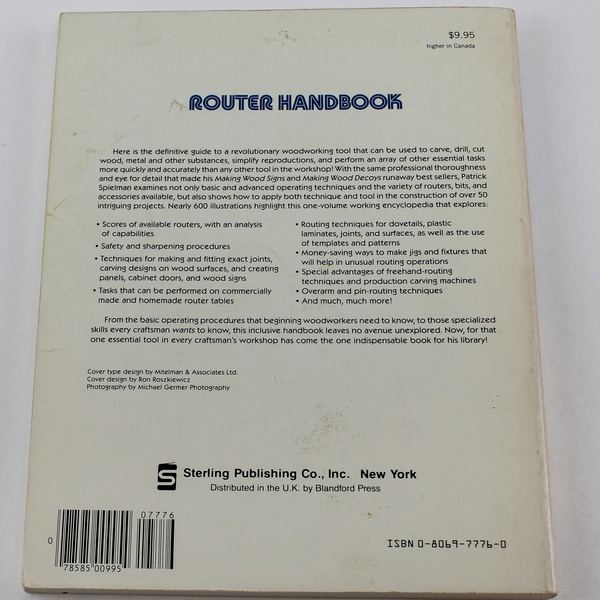 $9.95
higher in Canada
ROUTER HANDBOOK
Here is the definitive guide to a revolutionary woodworking tool that can be used to carve, drill, cut
wood, metal and other substances, simplify reproductions, and perform an array of other essential tasks
more quickly and accurately than any other tool in the workshop! With the same professional thoroughness
and eye for detail that made his Making Wood Signs and Making Wood Decoys runaway best sellers, Patrick
Spielman examines not only basic and advanced operating techniques and the variety of routers, bits, and
accessories available, but also shows how to apply both technique and tool in the construction of over 50
intriguing projects. Nearly 600 illustrations highlight this one-volume working encyclopedia that explores:
• Scores of available routers, with an analysis
of capabilities
• Safety and sharpening procedures
• Techniques for making and fitting exact joints,
carving designs on wood surfaces, and creating
panels, cabinet doors, and wood signs
• Tasks that can be performed on commercially
made and homemade router tables
• Routing techniques for dovetails, plastic
laminates, joints, and surfaces, as well as the use
of templates and patterns
• Money-saving ways to make jigs and fixtures that
will help in unusual routing operations
• Special advantages of freehand-routing
techniques and production carving machines
• Overarm and pin-routing techniques
• And much, much more!
From the basic operating procedures that beginning woodworkers need to know, to those specialized
skills every craftsman wants to know, this inclusive handbook leaves no avenue unexplored. Now, for that
one essential tool in every craftsman's workshop has come the one indispensable book for his library!
Cover type design by Mitelman & Associates Ltd.
Cover design by Ron Roszkiewicz
Photography by Michael Germer Photography
S Sterling Publishing Co., Inc. New York
Distributed in the U.K. by Blandford Press
07776
0
78585 00995
ISBN 0-8069-7776-0